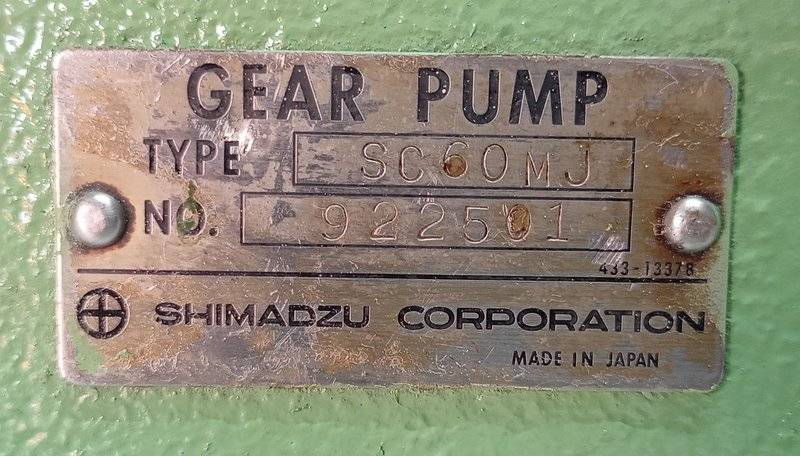 GEAR PUMP
TYPE SC60MJ
NO. 922501
433-13378
SHIMADZU CORPORATION
MADE IN JAPAN